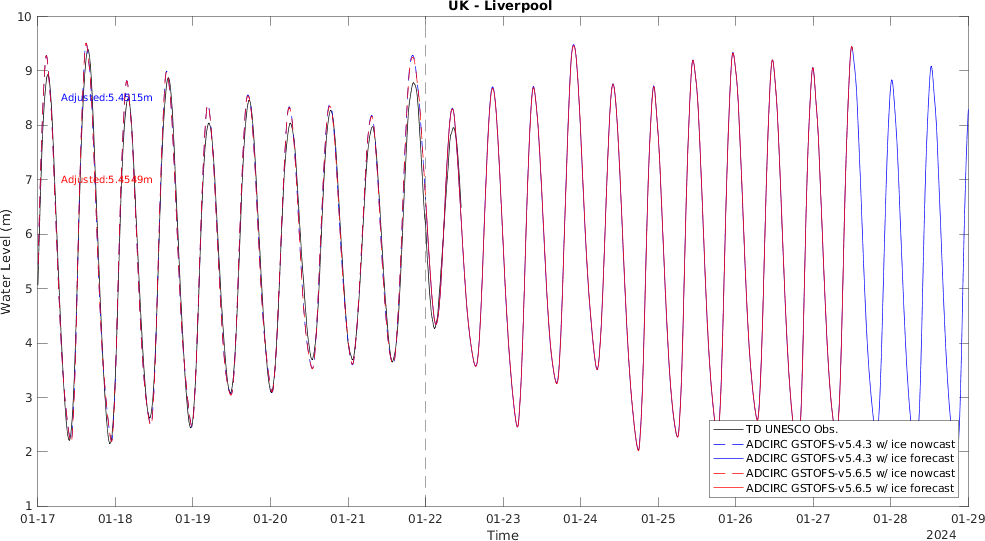 UK - Liverpool
10
9
8
7
6
5
4
3
2
1
Water Level (m)
Adjusted:5.4515m
Adjusted:5.4549m
TD UNESCO Obs.
ADCIRC GSTOFS-v5.4.3 w/ ice nowcast
ADCIRC GSTOFS-v5.4.3 w/ ice forecast
ADCIRC GSTOFS-v5.6.5 w/ ice nowcast
ADCIRC GSTOFS-v5.6.5 w/ ice forecast
01-17 01-18 01-19 01-20 01-21 01-22 01-23 01-24 01-25 01-26 01-27 01-28 01-29
Time
2024